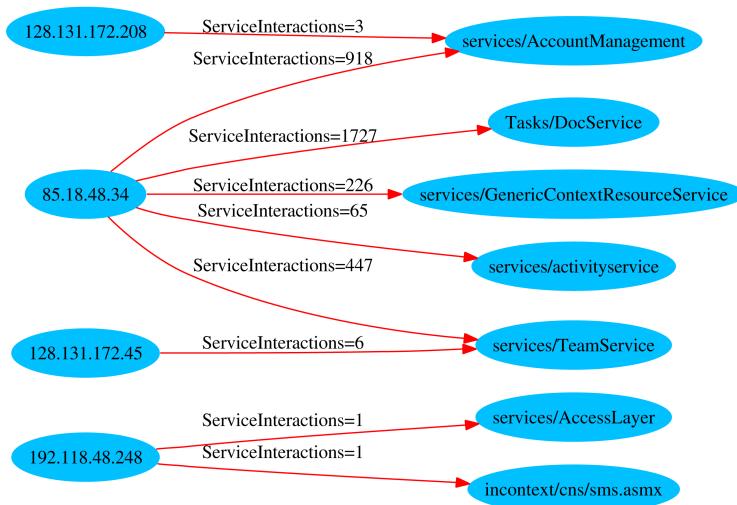 128.131.172.208
ServiceInteractions=3
services/AccountManagement
ServiceInteractions=918
Tasks/DocService
ServiceInteractions=1727
85.18.48.34
ServiceInteractions=226
services/GenericContextResourceService
ServiceInteractions=65
services/activityservice
ServiceInteractions=447
128.131.172.45
ServiceInteractions=6
services/TeamService
ServiceInteractions=1
services/AccessLayer
192.118.48.248
ServiceInteractions=1
incontext/cns/sms.asmx